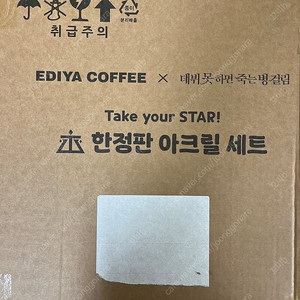 취급주의
EDIYA COFFEE × 데뷔 못 하면 죽는 병 걸림
Take your STAR!
한정판 아크릴 세트